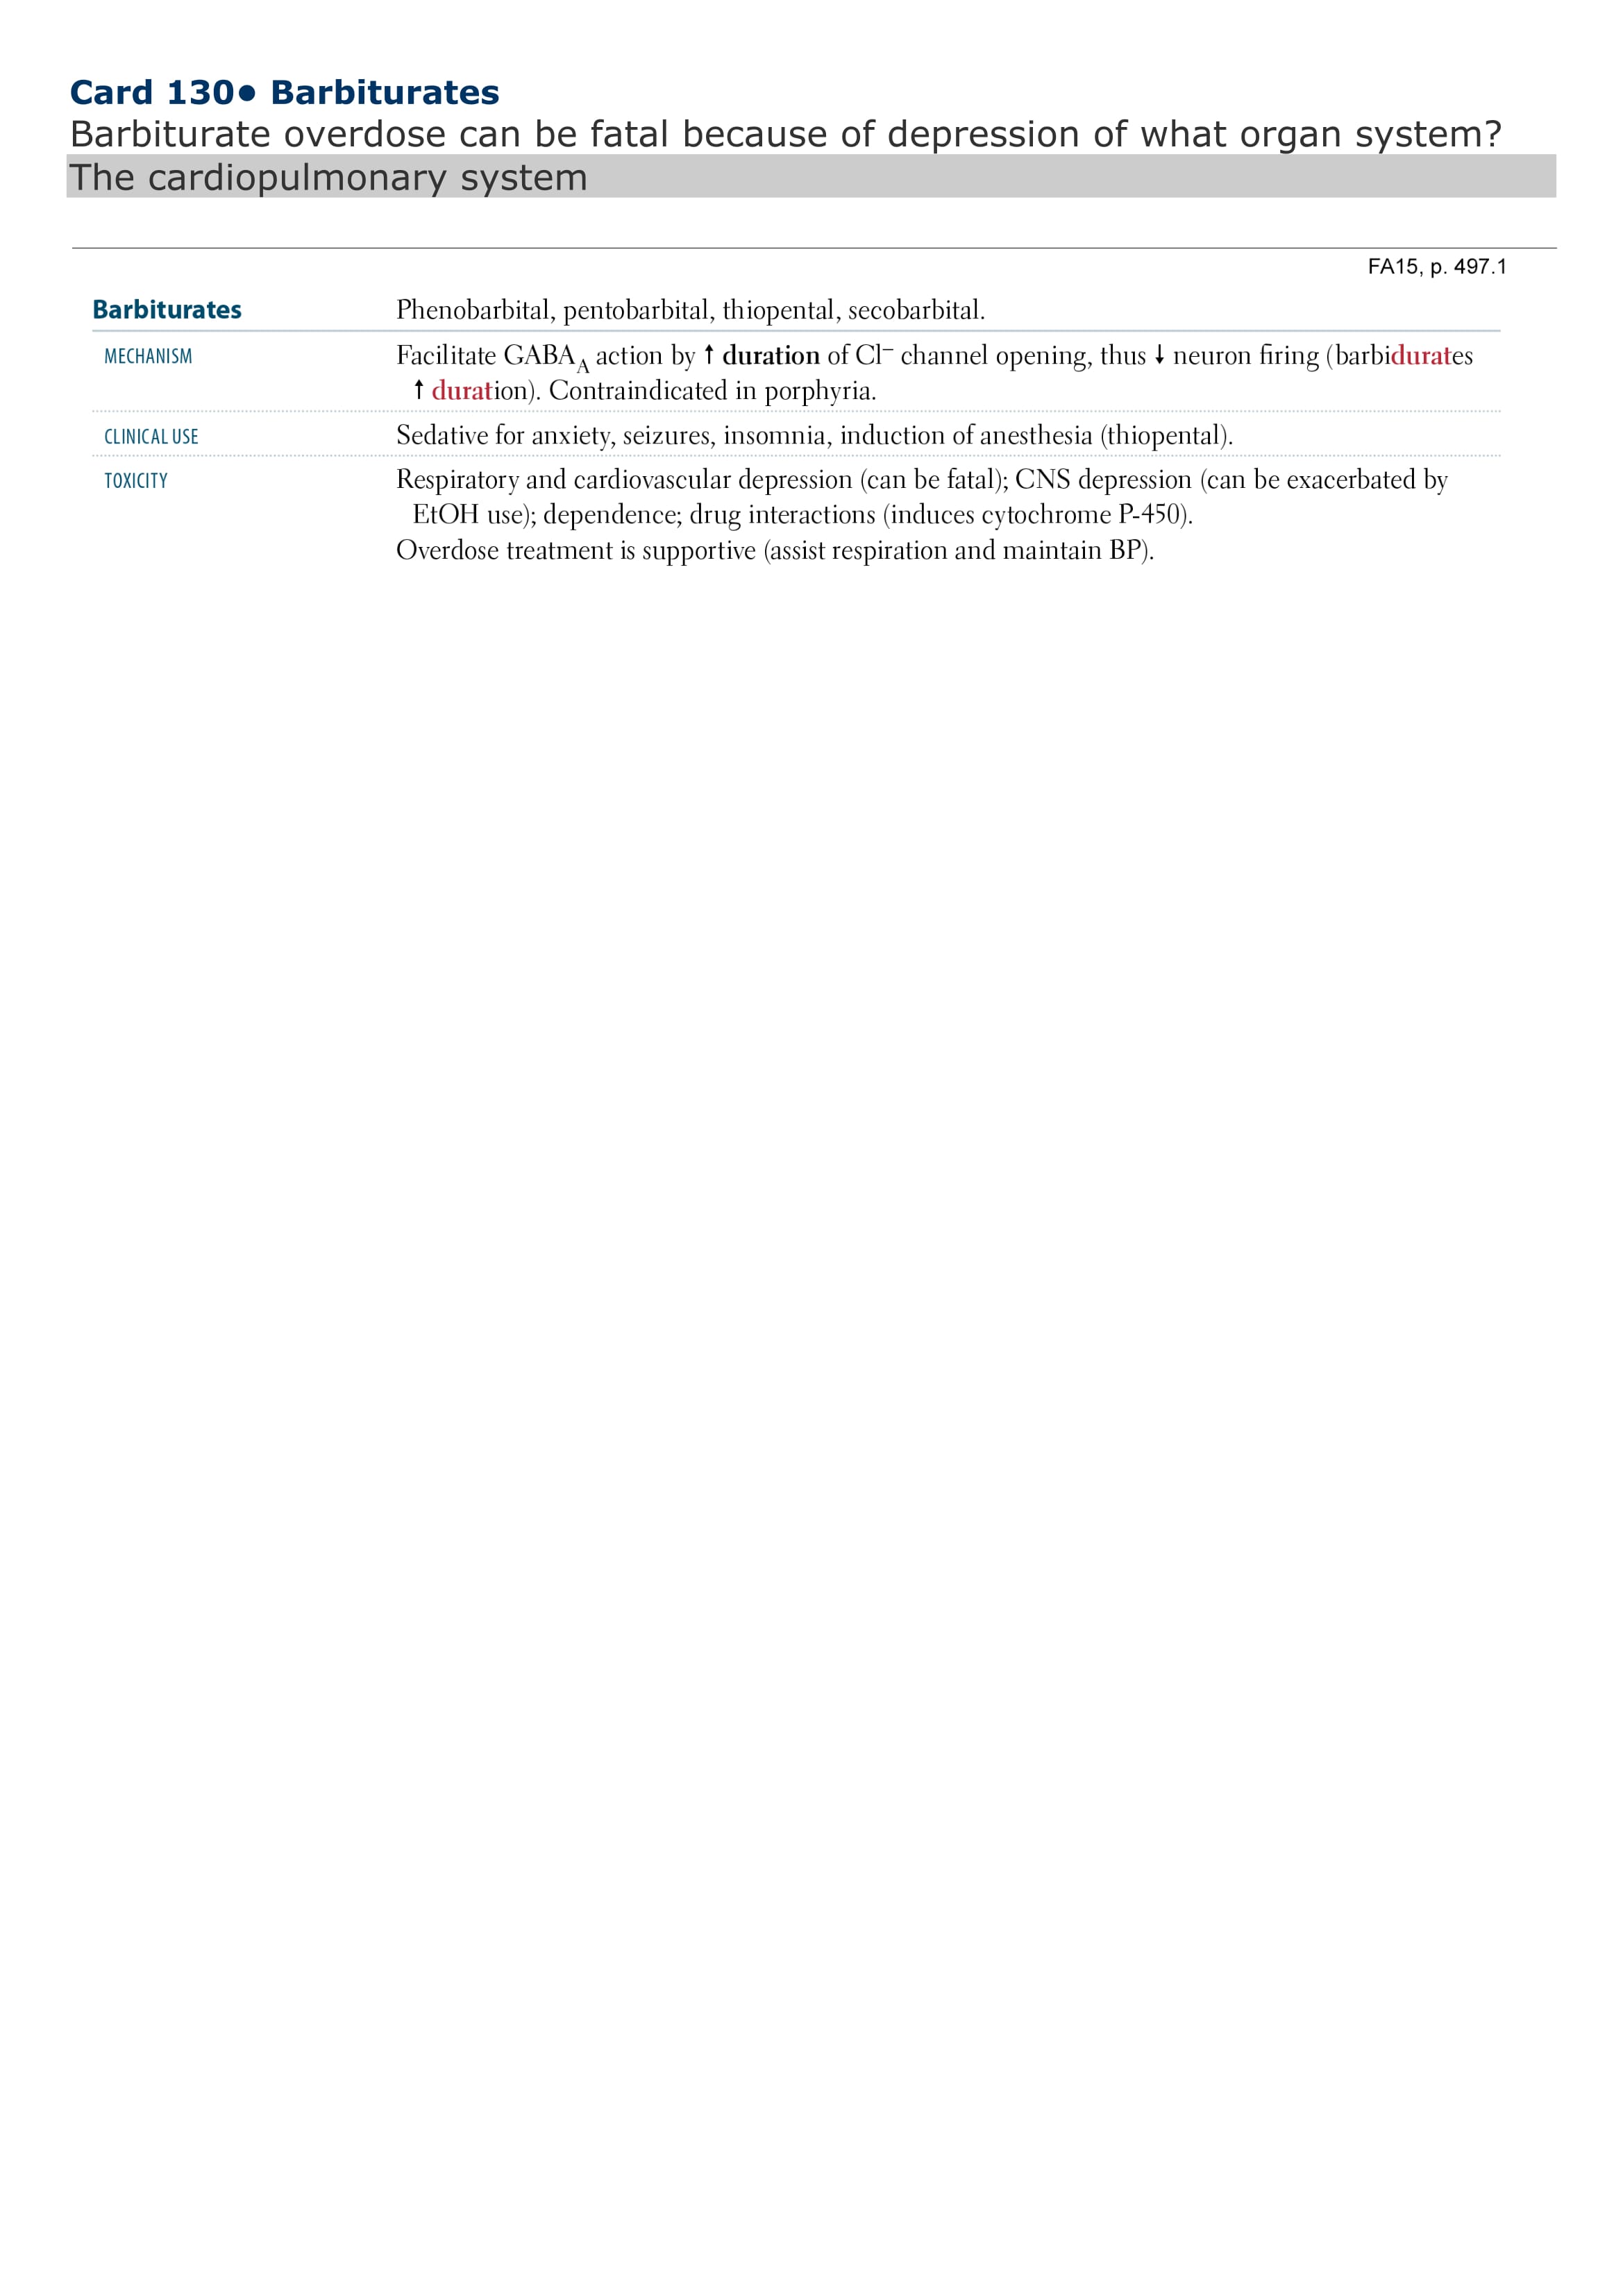 Card 130• Barbiturates
Barbiturate overdose can be fatal because of depression of what organ system?
The cardiopulmonary system
FA15, p. 497.1
Barbiturates Phenobarbital, pentobarbital, thiopental, secobarbital.
MECHANISM Facilitate GABA_A action by ↑ duration of Cl⁻ channel opening, thus ↓ neuron firing (barbidurates
↑ duration). Contraindicated in porphyria.
CLINICAL USE Sedative for anxiety, seizures, insomnia, induction of anesthesia (thiopental).
TOXICITY Respiratory and cardiovascular depression (can be fatal); CNS depression (can be exacerbated by
EtOH use); dependence; drug interactions (induces cytochrome P-450).
Overdose treatment is supportive (assist respiration and maintain BP).